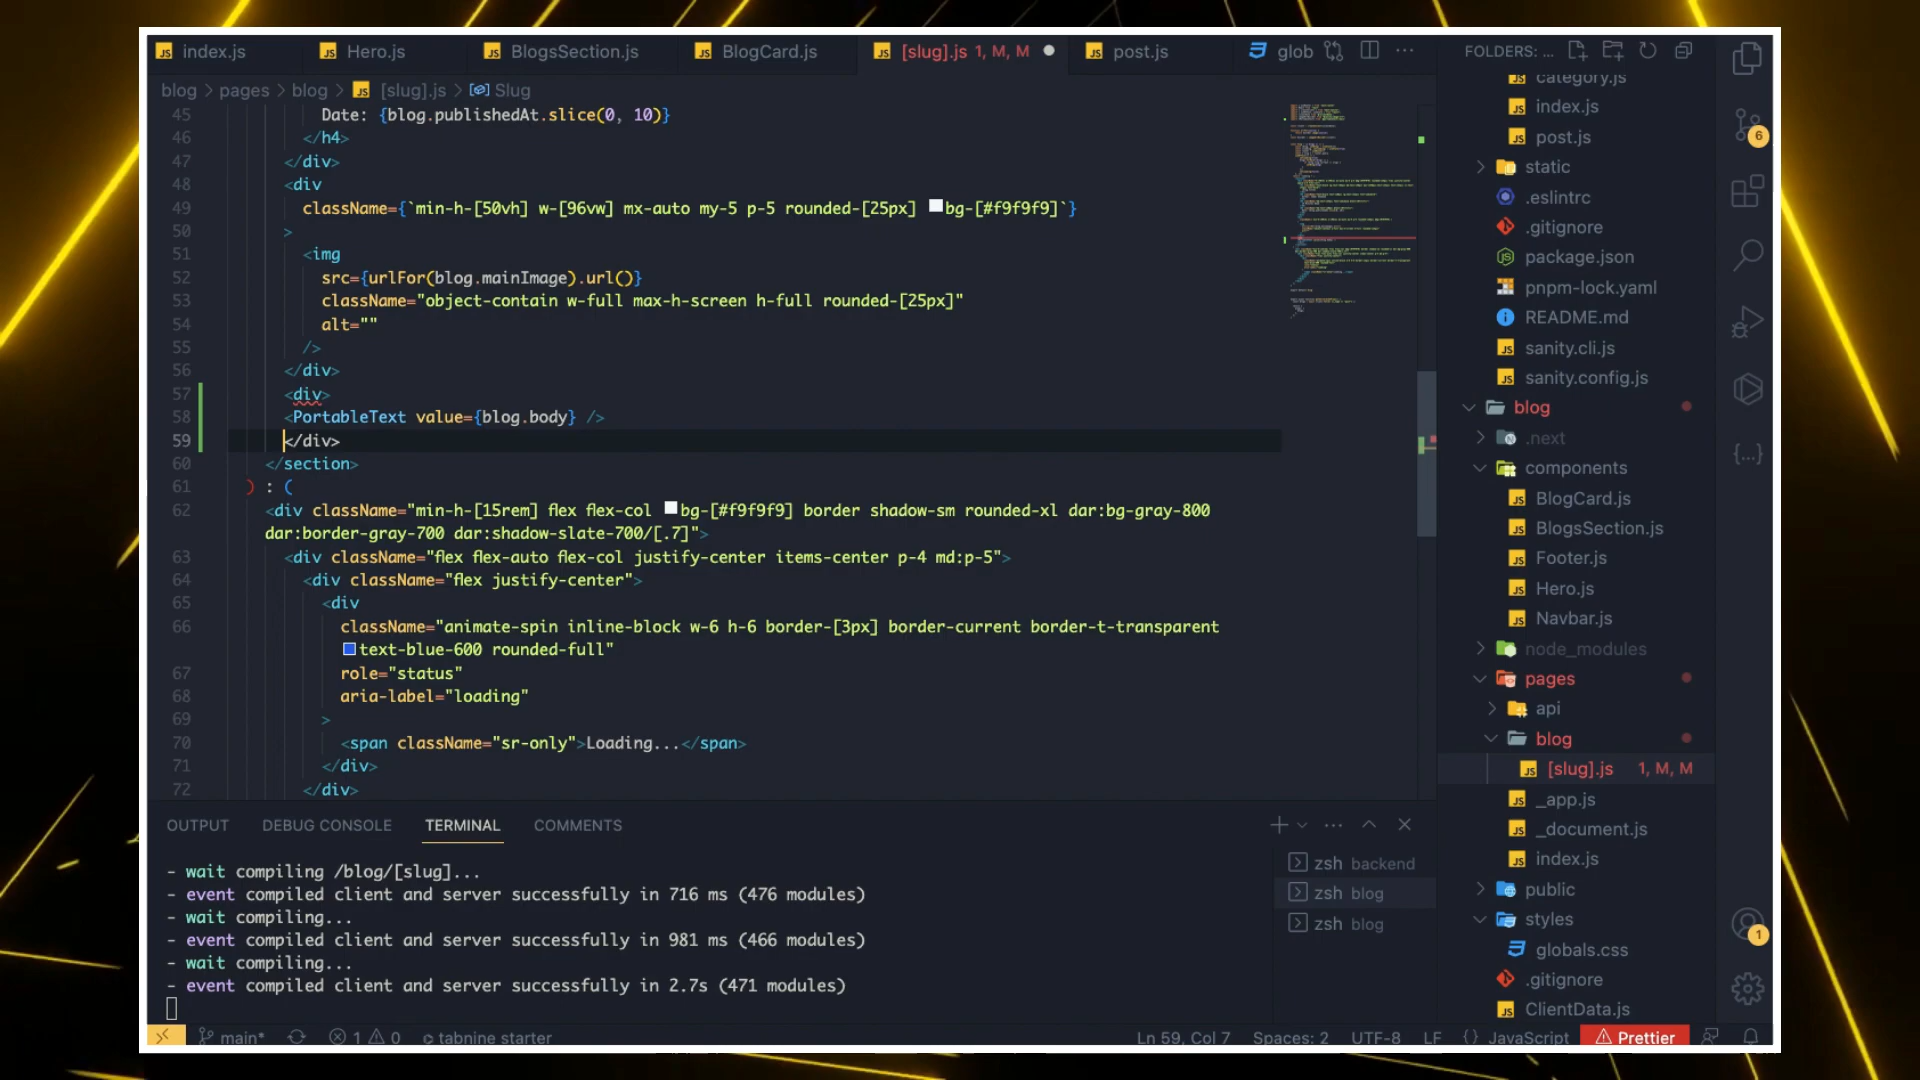 index.js
Hero.js
BlogsSection.js
BlogCard.js
[slug].js 1, M, M
post.js
glob
FOLDERS: ...
blog > pages > blog > [slug].js > Slug
45 Date: {blog.publishedAt.slice(0, 10)}
46 </h4>
47 </div>
48 <div
49 className={`min-h-[50vh] w-[96vw] mx-auto my-5 p-5 rounded-[25px] bg-[#f9f9f9]`}
50 >
51 <img
52 src={urlFor(blog.mainImage).url()}
53 className="object-contain w-full max-h-screen h-full rounded-[25px]"
54 alt=""
55 />
56 </div>
57 <div>
58 <PortableText value={blog.body} />
59 </div>
60 </section>
61 ) : (
62 <div className="min-h-[15rem] flex flex-col bg-[#f9f9f9] border shadow-sm rounded-xl dar:bg-gray-800
dar:border-gray-700 dar:shadow-slate-700/[.7]">
63 <div className="flex flex-auto flex-col justify-center items-center p-4 md:p-5">
64 <div className="flex justify-center">
65 <div
66 className="animate-spin inline-block w-6 h-6 border-[3px] border-current border-t-transparent
text-blue-600 rounded-full"
67 role="status"
68 aria-label="loading"
69 >
70 <span className="sr-only">Loading...</span>
71 </div>
72 </div>
OUTPUT DEBUG CONSOLE TERMINAL COMMENTS
- wait compiling /blog/[slug]...
- event compiled client and server successfully in 716 ms (476 modules)
- wait compiling...
- event compiled client and server successfully in 981 ms (466 modules)
- wait compiling...
- event compiled client and server successfully in 2.7s (471 modules)
zsh backend
zsh blog
zsh blog
category.js
index.js
post.js
static
.eslintrc
.gitignore
package.json
pnpm-lock.yaml
README.md
sanity.cli.js
sanity.config.js
blog
.next
components
BlogCard.js
BlogsSection.js
Footer.js
Hero.js
Navbar.js
node_modules
pages
api
blog
[slug].js 1, M, M
_app.js
_document.js
index.js
public
styles
globals.css
.gitignore
ClientData.js
6
1
main* 1 0 tabnine starter
Ln 59, Col 7 Spaces: 2 UTF-8 LF {} JavaScript Prettier